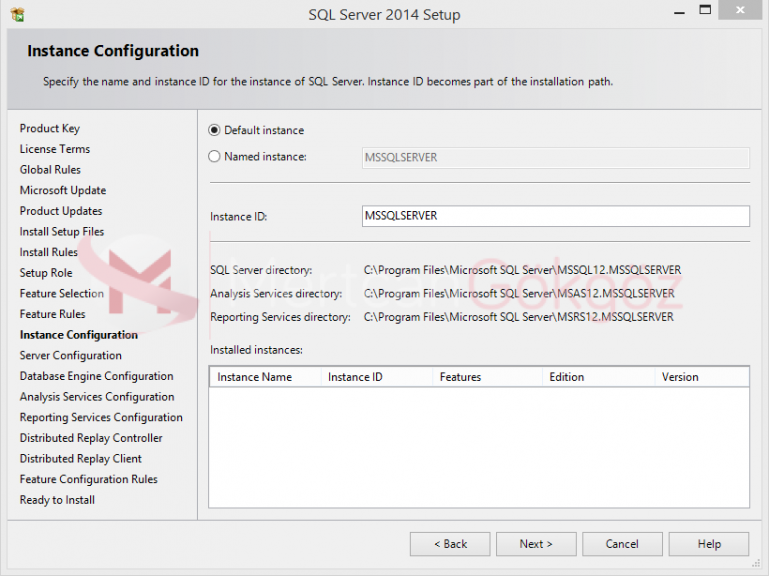 SQL Server 2014 Setup
Instance Configuration
Specify the name and instance ID for the instance of SQL Server. Instance ID becomes part of the installation path.
Product Key
License Terms
Global Rules
Microsoft Update
Product Updates
Install Setup Files
Install Rules
Setup Role
Feature Selection
Feature Rules
Instance Configuration
Server Configuration
Database Engine Configuration
Analysis Services Configuration
Reporting Services Configuration
Distributed Replay Controller
Distributed Replay Client
Feature Configuration Rules
Ready to Install
Default instance
Named instance: MSSQLSERVER
Instance ID: MSSQLSERVER
SQL Server directory: C:\Program Files\Microsoft SQL Server\MSSQL12.MSSQLSERVER
Analysis Services directory: C:\Program Files\Microsoft SQL Server\MSAS12.MSSQLSERVER
Reporting Services directory: C:\Program Files\Microsoft SQL Server\MSRS12.MSSQLSERVER
Gökgöz
Installed instances:
Instance Name Instance ID Features Edition Version
< Back Next > Cancel Help